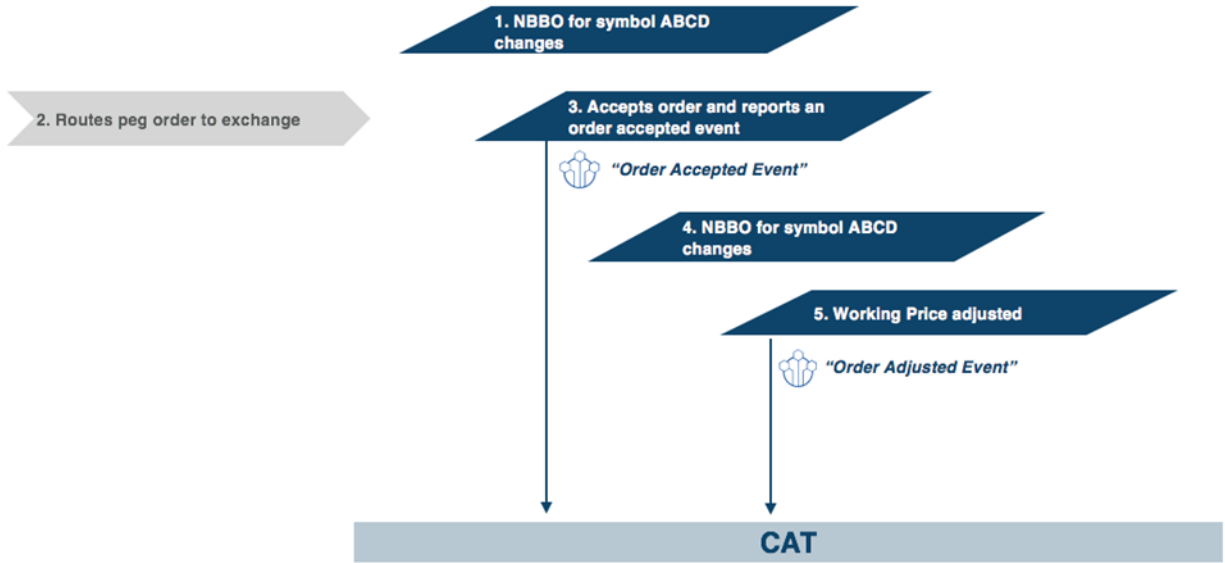 1. NBBO for symbol ABCD
changes
2. Routes peg order to exchange
3. Accepts order and reports an
order accepted event
“Order Accepted Event”
4. NBBO for symbol ABCD
changes
5. Working Price adjusted
“Order Adjusted Event”
CAT